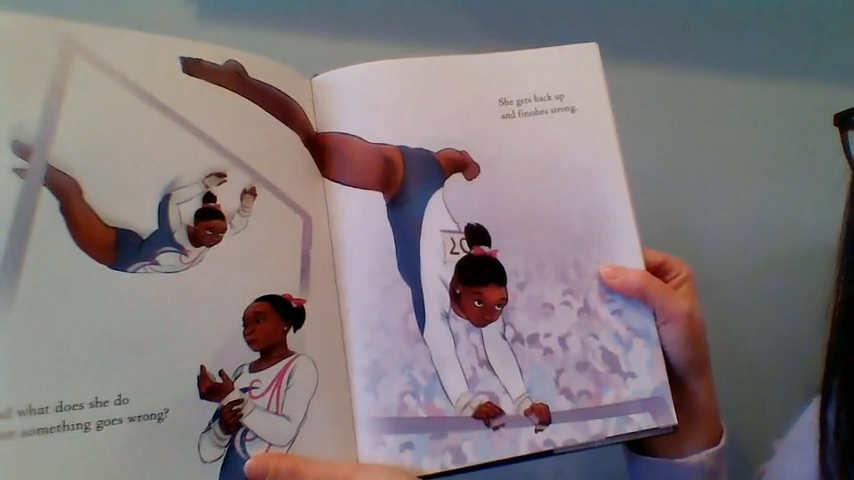 what does she do
something goes wrong?
She gets back up
and finishes strong.